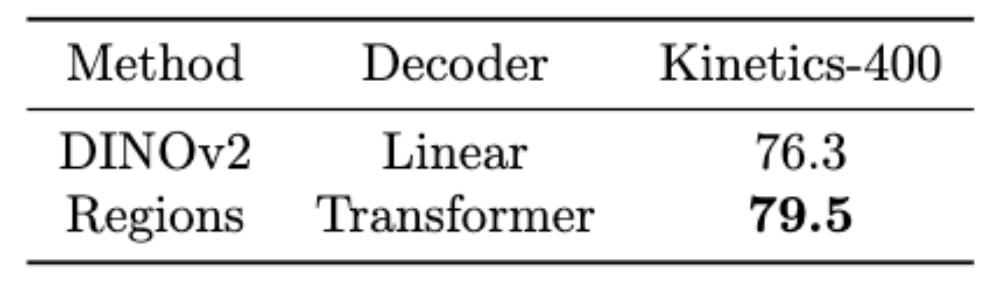 Method Decoder Kinetics-400
DINOv2 Linear 76.3
Regions Transformer 79.5